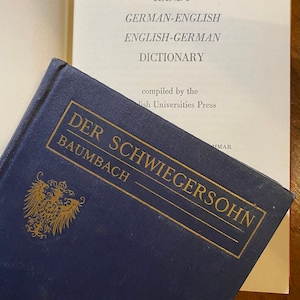 GERMAN-ENGLISH
ENGLISH-GERMAN
DICTIONARY
compiled by the
Universities Press
DER SCHWIEGERSOHN
BAUMBACH